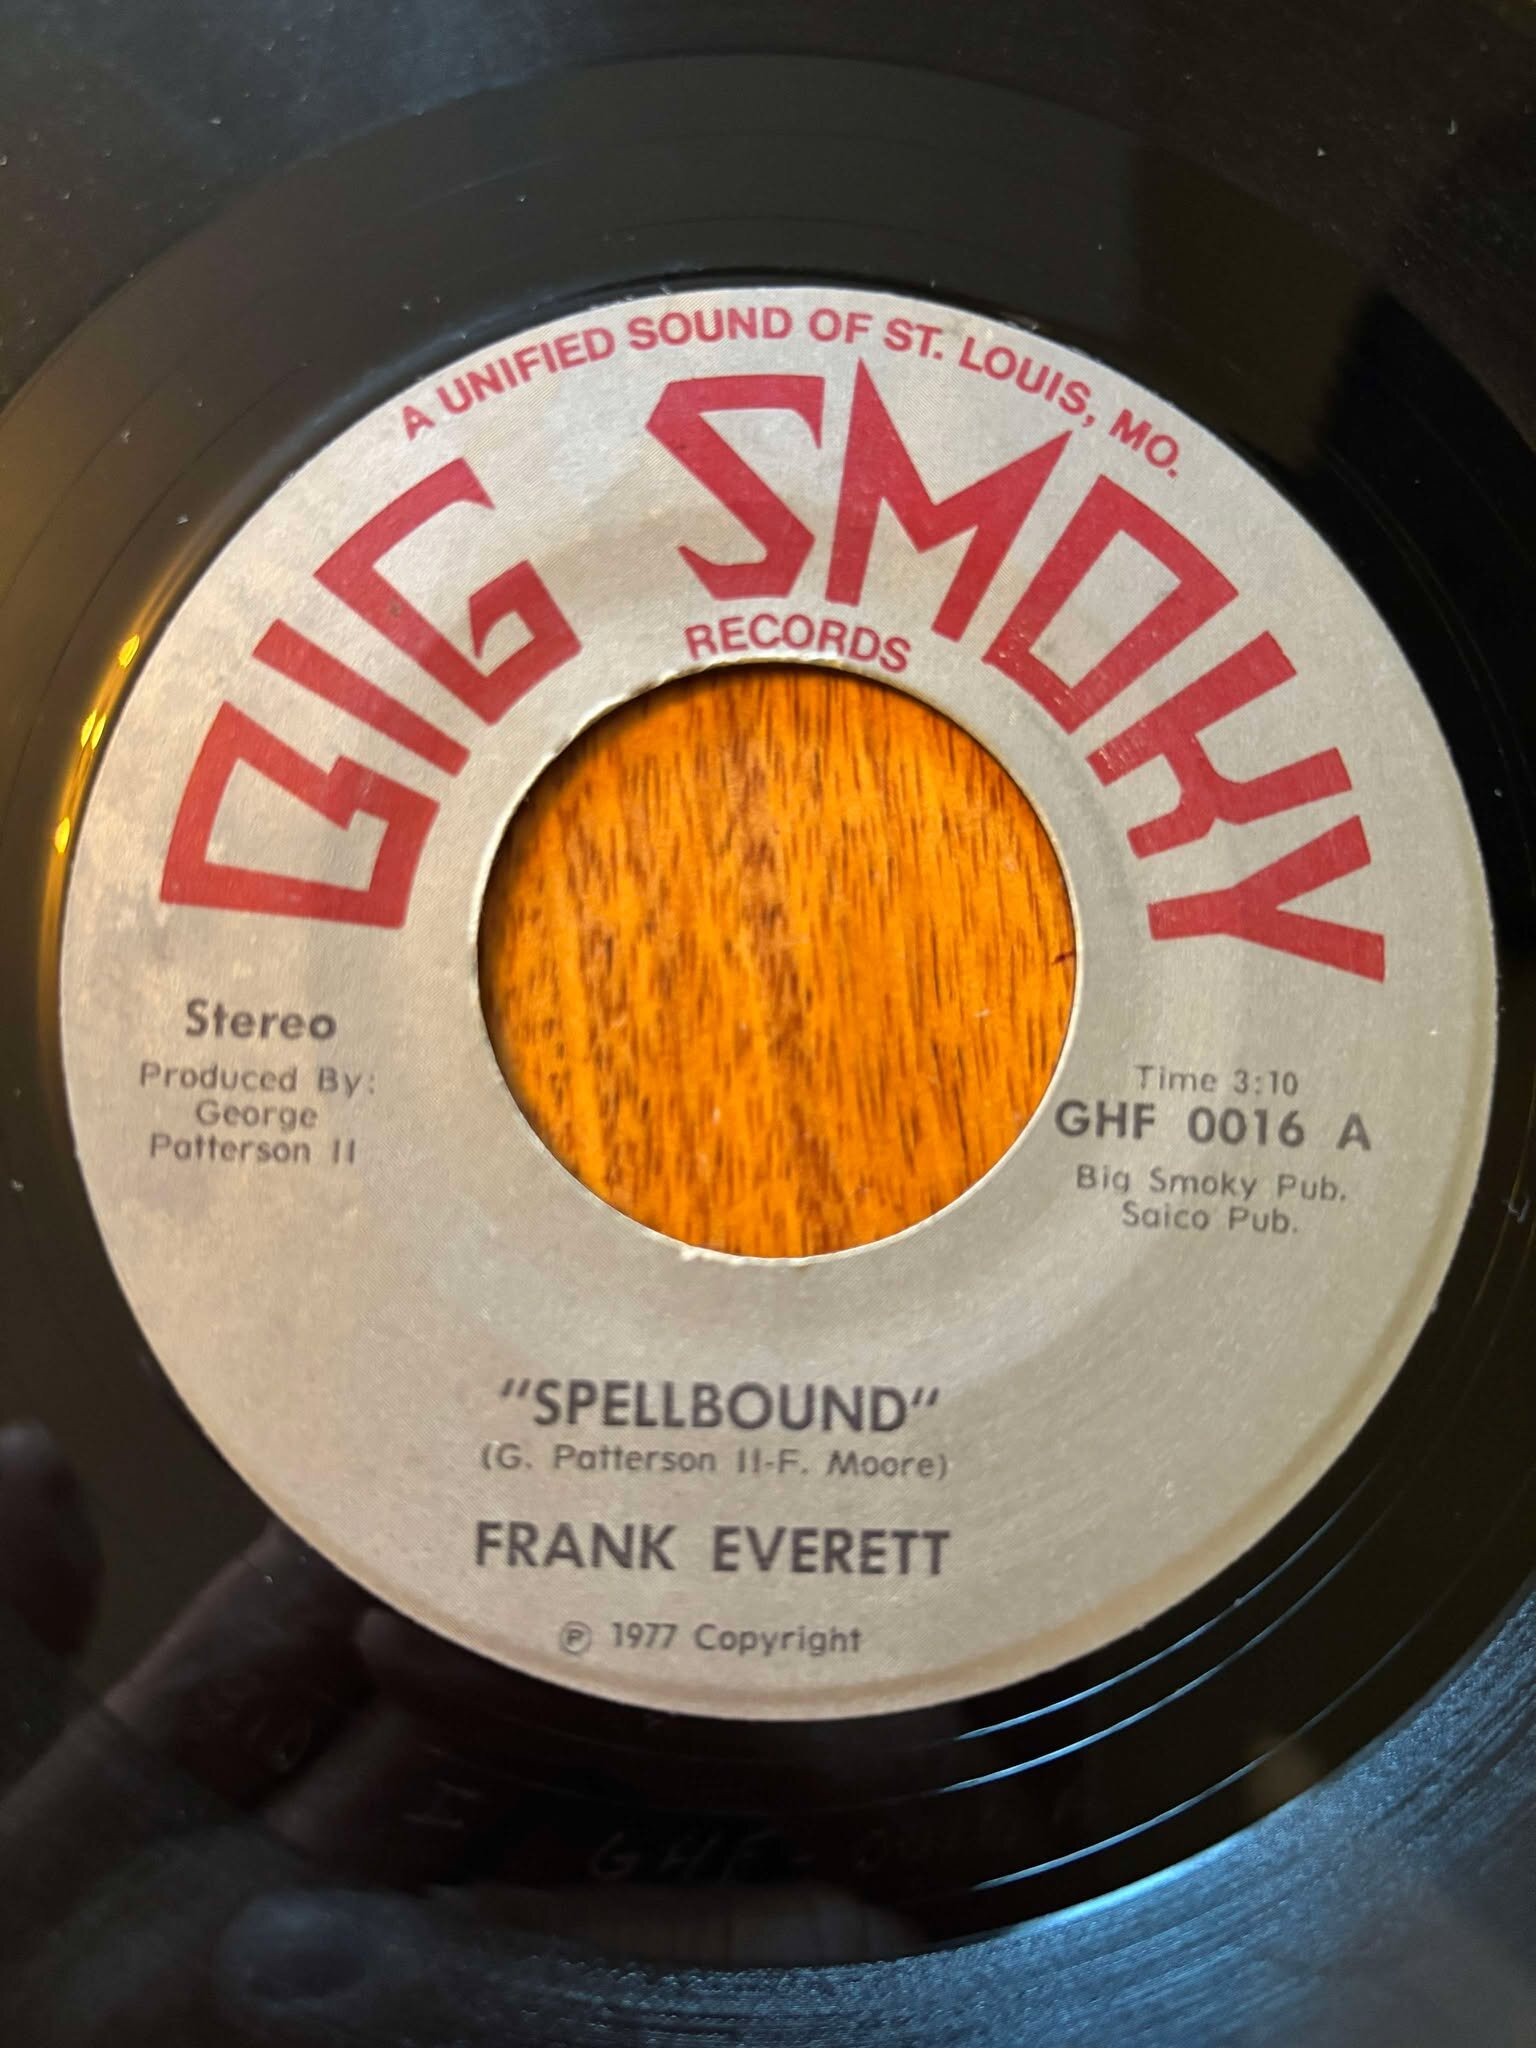 A UNIFIED SOUND OF ST. LOUIS, MO.
BIG SMOKY
RECORDS
Stereo
Produced By:
George
Patterson II
Time 3:10
GHF 0016 A
Big Smoky Pub.
Saico Pub.
"SPELLBOUND"
(G. Patterson II-F. Moore)
FRANK EVERETT
℗ 1977 Copyright
GHF -